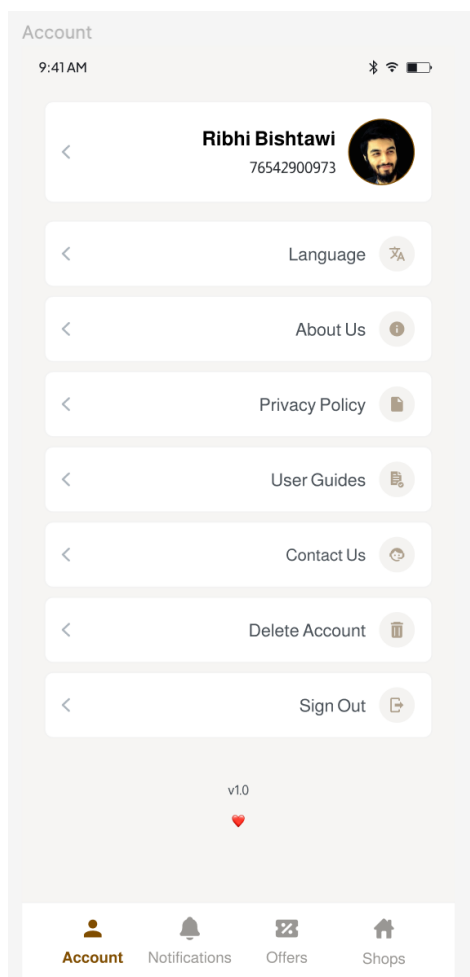 Account
9:41 AM
Ribhi Bishtawi
76542900973
Language
About Us
Privacy Policy
User Guides
Contact Us
Delete Account
Sign Out
v1.0
Account Notifications Offers Shops